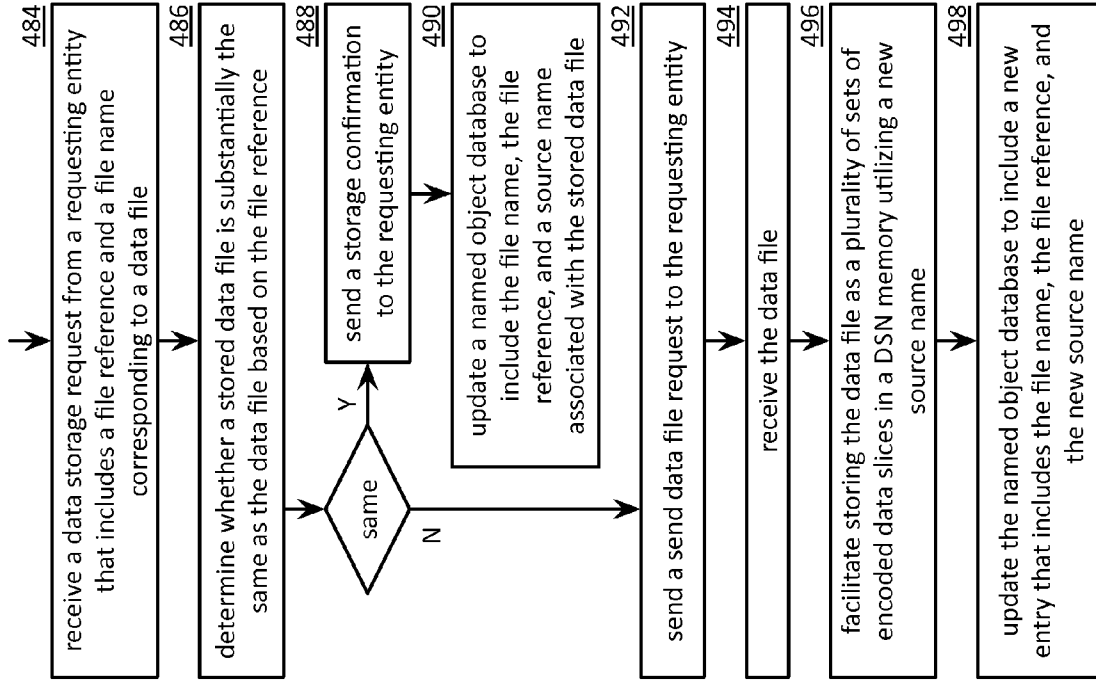 484
receive a data storage request from a requesting entity
that includes a file reference and a file name
corresponding to a data file
486
determine whether a stored data file is substantially the
same as the data file based on the file reference
same
Y
N
488
send a storage confirmation
to the requesting entity
490
update a named object database to
include the file name, the file
reference, and a source name
associated with the stored data file
492
send a send data file request to the requesting entity
494
receive the data file
496
facilitate storing the data file as a plurality of sets of
encoded data slices in a DSN memory utilizing a new
source name
498
update the named object database to include a new
entry that includes the file name, the file reference, and
the new source name